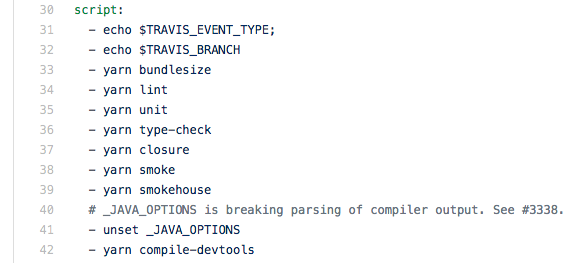 30 script:
31   - echo $TRAVIS_EVENT_TYPE;
32   - echo $TRAVIS_BRANCH
33   - yarn bundlesize
34   - yarn lint
35   - yarn unit
36   - yarn type-check
37   - yarn closure
38   - yarn smoke
39   - yarn smokehouse
40   # _JAVA_OPTIONS is breaking parsing of compiler output. See #3338.
41   - unset _JAVA_OPTIONS
42   - yarn compile-devtools